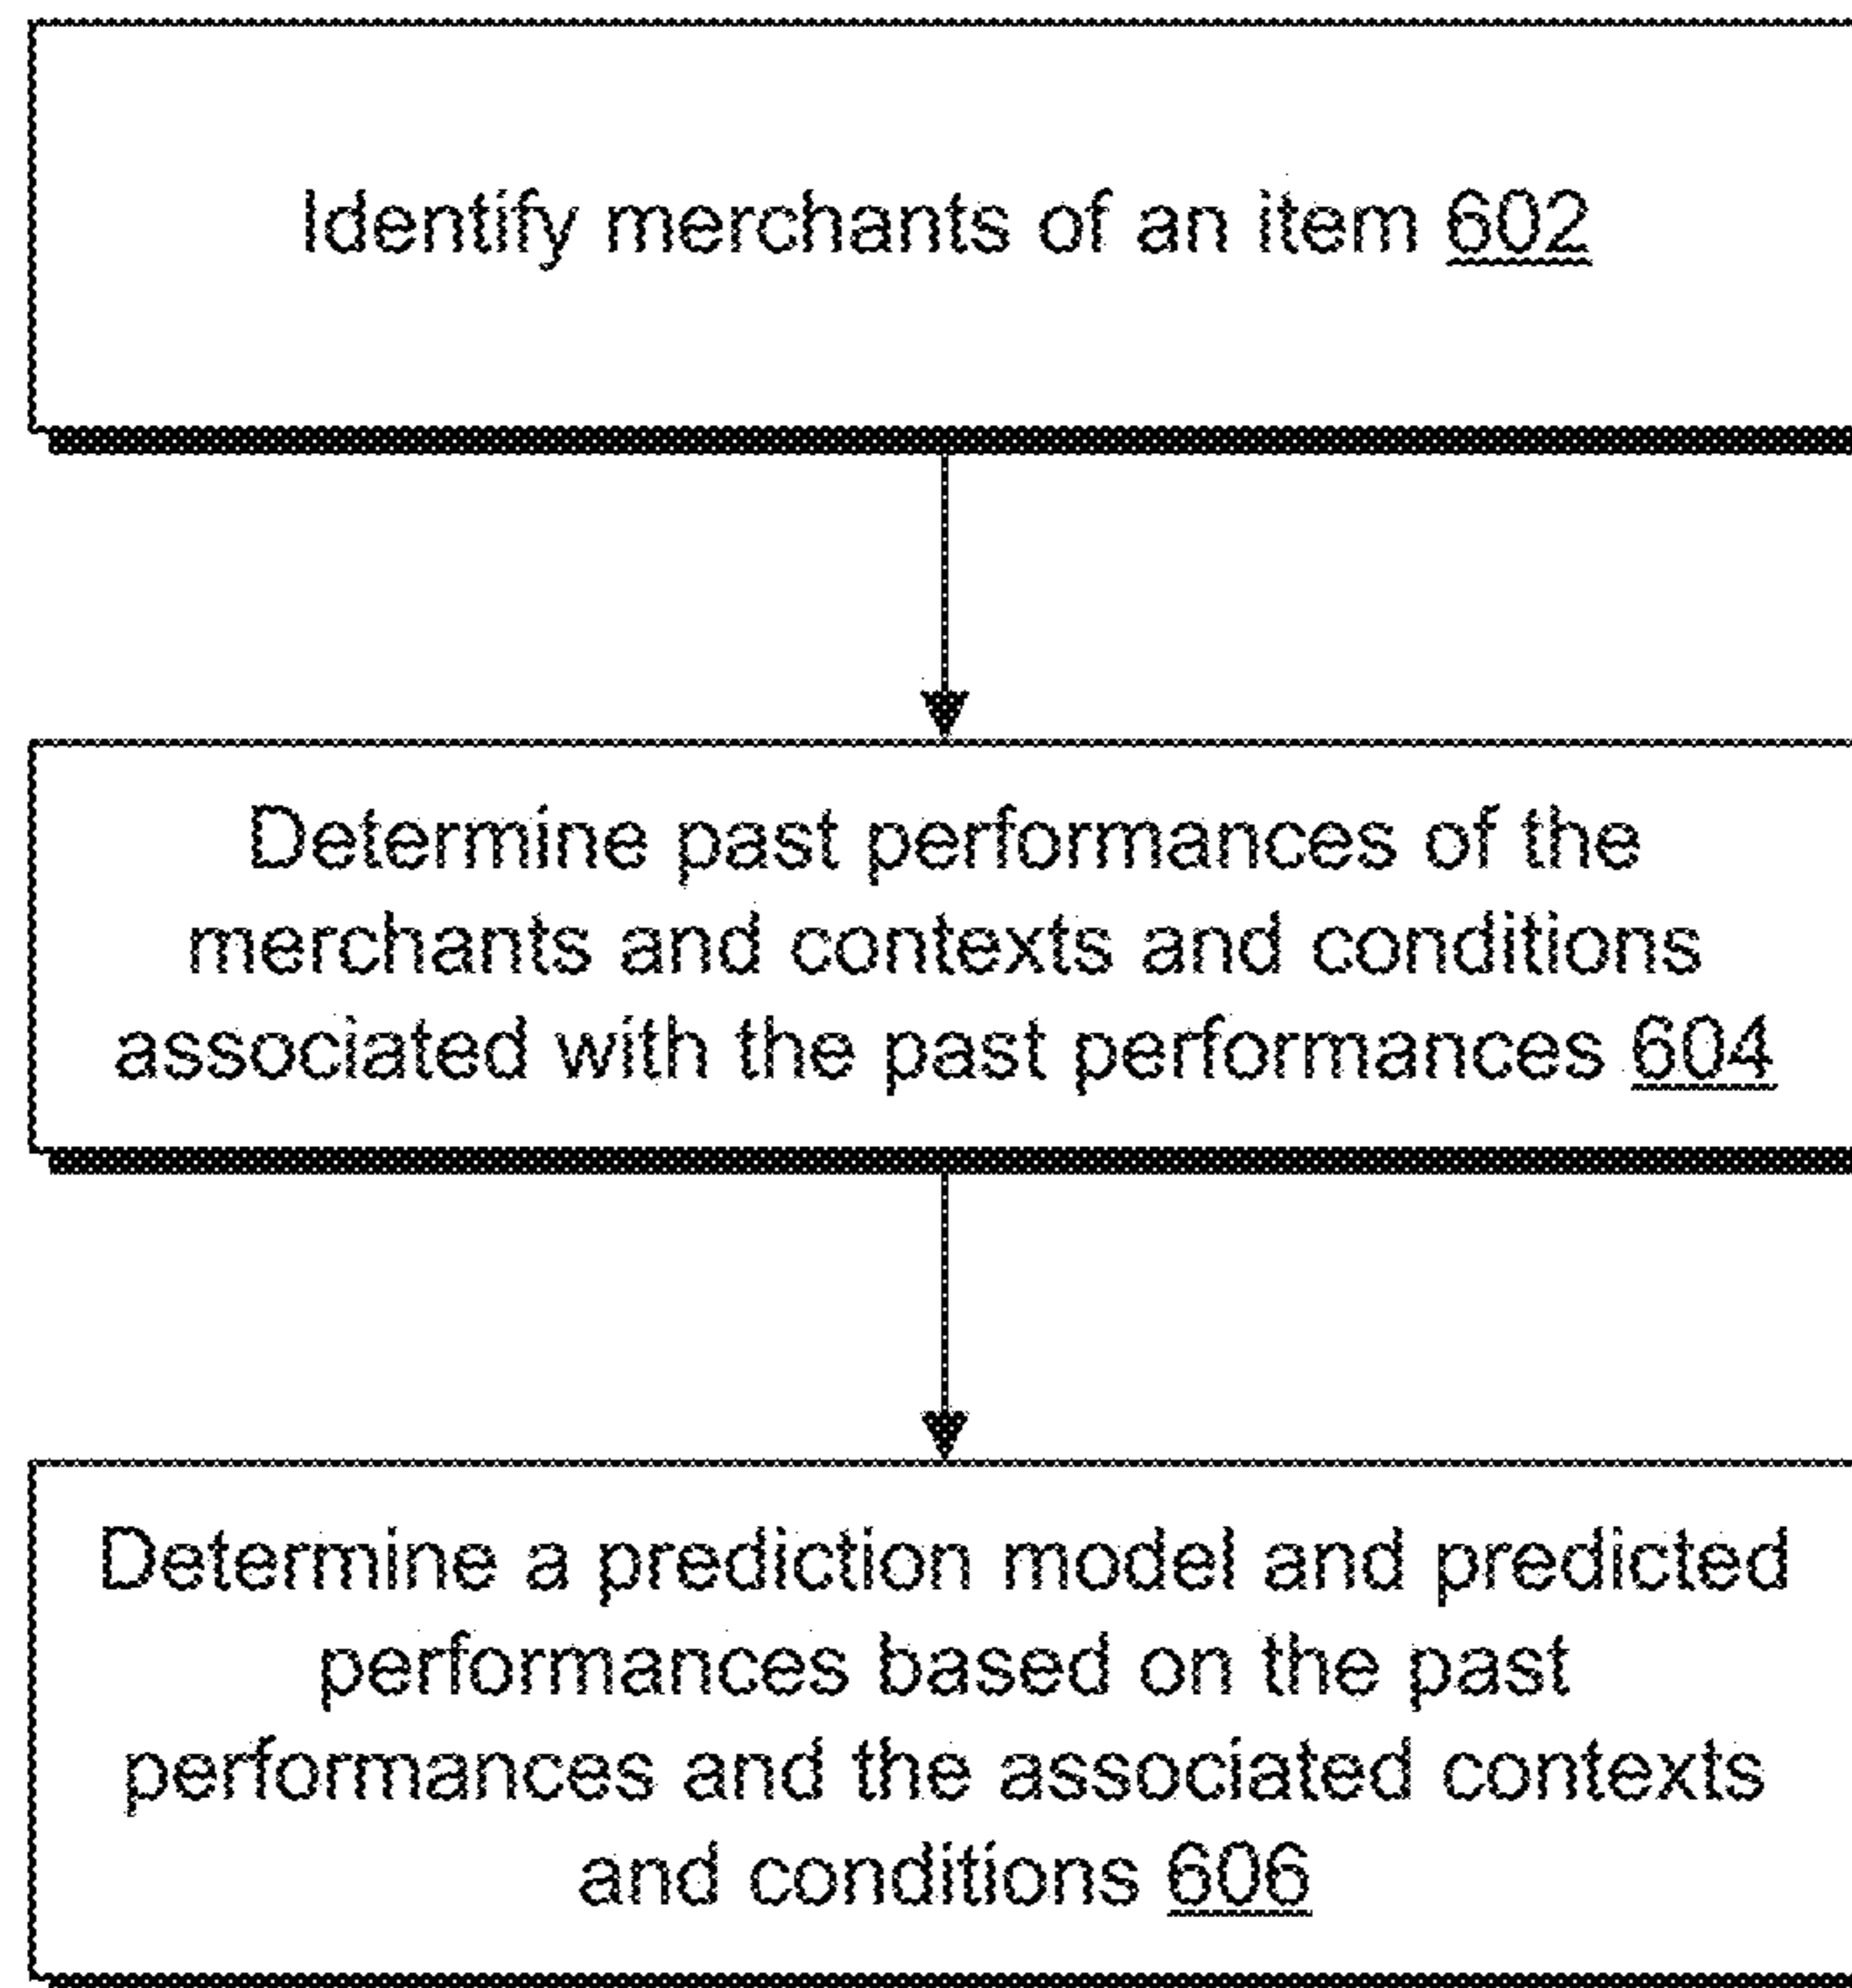 Identify merchants of an item 602
Determine past performances of the
merchants and contexts and conditions
associated with the past performances 604
Determine a prediction model and predicted
performances based on the past
performances and the associated contexts
and conditions 606